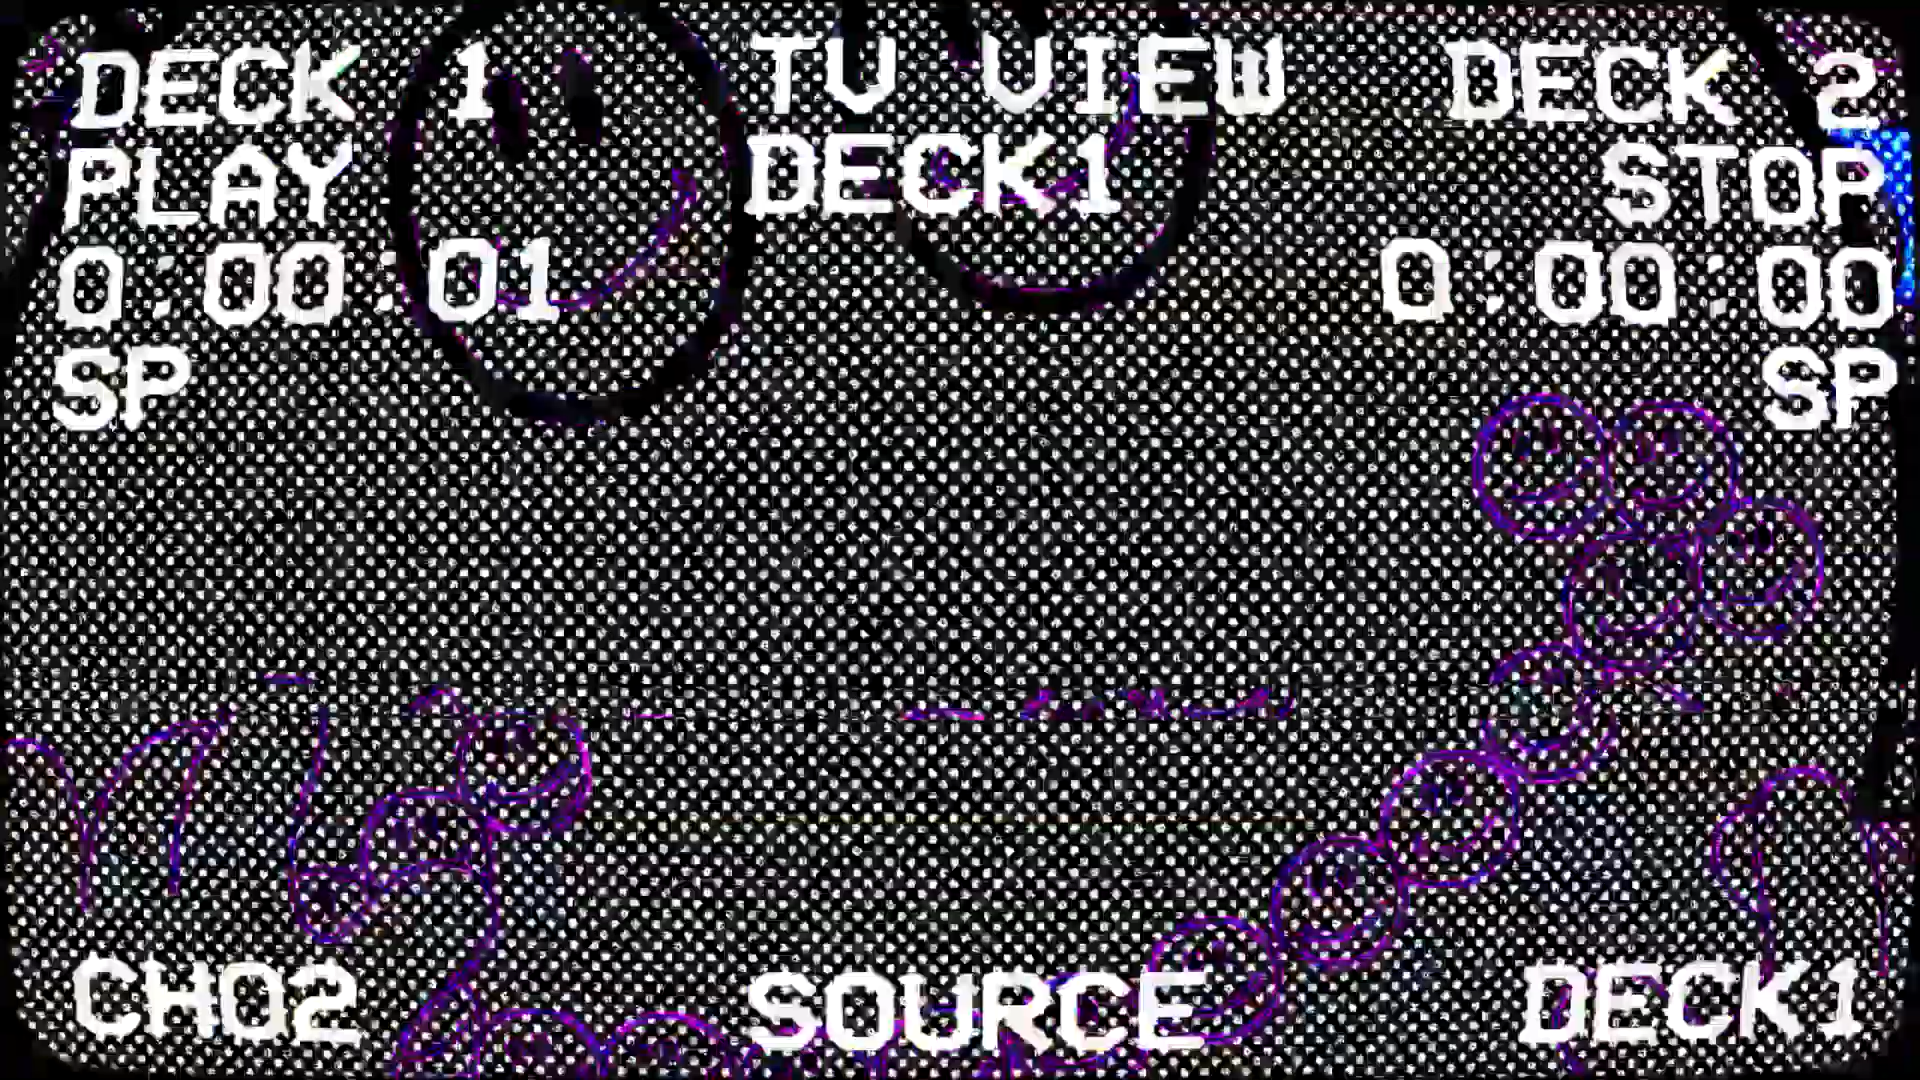 DECK 1
PLAY
0:00:01
SP
TV VIEW
DECK1
DECK 2
STOP
0:00:00
SP
CH02
SOURCE
DECK1